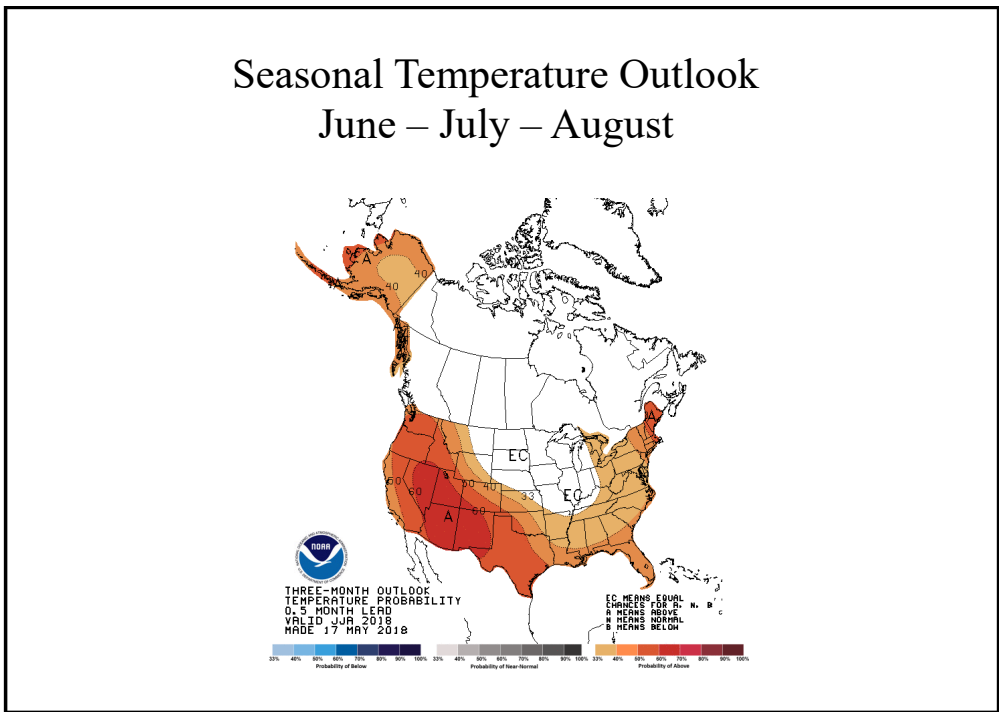 Seasonal Temperature Outlook
June – July – August
A
40
40
A
A
EC
EC
50
60
50
40
33
60
A
NOAA
THREE-MONTH OUTLOOK
TEMPERATURE PROBABILITY
0.5 MONTH LEAD
VALID JJA 2018
MADE 17 MAY 2018
EC MEANS EQUAL
CHANCES FOR A, N, B
A MEANS ABOVE
N MEANS NORMAL
B MEANS BELOW
33% 40% 50% 60% 70% 80% 90% 100%
Probability of Below
33% 40% 50% 60% 70% 80% 90% 100%
Probability of Near-Normal
33% 40% 50% 60% 70% 80% 90% 100%
Probability of Above